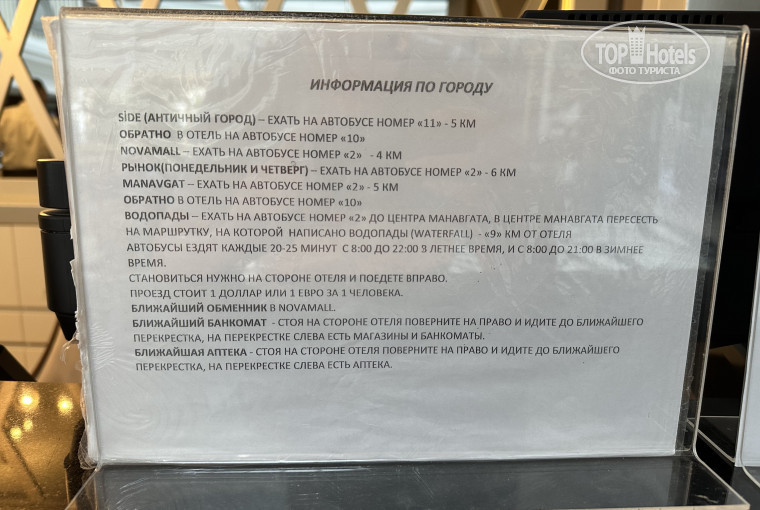 TOPHotels
ФОТО ТУРИСТА
ИНФОРМАЦИЯ ПО ГОРОДУ
SİDE (АНТИЧНЫЙ ГОРОД) – ЕХАТЬ НА АВТОБУСЕ НОМЕР «11» - 5 КМ
ОБРАТНО В ОТЕЛЬ НА АВТОБУСЕ НОМЕР «10»
NOVAMALL – ЕХАТЬ НА АВТОБУСЕ НОМЕР «2» - 4 КМ
РЫНОК(ПОНЕДЕЛЬНИК И ЧЕТВЕРГ) – ЕХАТЬ НА АВТОБУСЕ НОМЕР «2» - 6 КМ
MANAVGAT – ЕХАТЬ НА АВТОБУСЕ НОМЕР «2» - 5 КМ
ОБРАТНО В ОТЕЛЬ НА АВТОБУСЕ НОМЕР «10»
ВОДОПАДЫ – ЕХАТЬ НА АВТОБУСЕ НОМЕР «2» ДО ЦЕНТРА МАНАВГАТА, В ЦЕНТРЕ МАНАВГАТА ПЕРЕСЕСТЬ
НА МАРШРУТКУ, НА КОТОРОЙ НАПИСАНО ВОДОПАДЫ (WATERFALL) - «9» КМ ОТ ОТЕЛЯ
АВТОБУСЫ ЕЗДЯТ КАЖДЫЕ 20-25 МИНУТ С 8:00 ДО 22:00 В ЛЕТНЕЕ ВРЕМЯ, И С 8:00 ДО 21:00 В ЗИМНЕЕ
ВРЕМЯ.
СТАНОВИТЬСЯ НУЖНО НА СТОРОНЕ ОТЕЛЯ И ПОЕДЕТЕ ВПРАВО.
ПРОЕЗД СТОИТ 1 ДОЛЛАР ИЛИ 1 ЕВРО ЗА 1 ЧЕЛОВЕКА.
БЛИЖАЙШИЙ ОБМЕННИК В NOVAMALL.
БЛИЖАЙШИЙ БАНКОМАТ - СТОЯ НА СТОРОНЕ ОТЕЛЯ ПОВЕРНИТЕ НА ПРАВО И ИДИТЕ ДО БЛИЖАЙШЕГО
ПЕРЕКРЕСТКА, НА ПЕРЕКРЕСТКЕ СЛЕВА ЕСТЬ МАГАЗИНЫ И БАНКОМАТЫ.
БЛИЖАЙШАЯ АПТЕКА - СТОЯ НА СТОРОНЕ ОТЕЛЯ ПОВЕРНИТЕ НА ПРАВО И ИДИТЕ ДО БЛИЖАЙШЕГО
ПЕРЕКРЕСТКА, НА ПЕРЕКРЕСТКЕ СЛЕВА ЕСТЬ АПТЕКА.